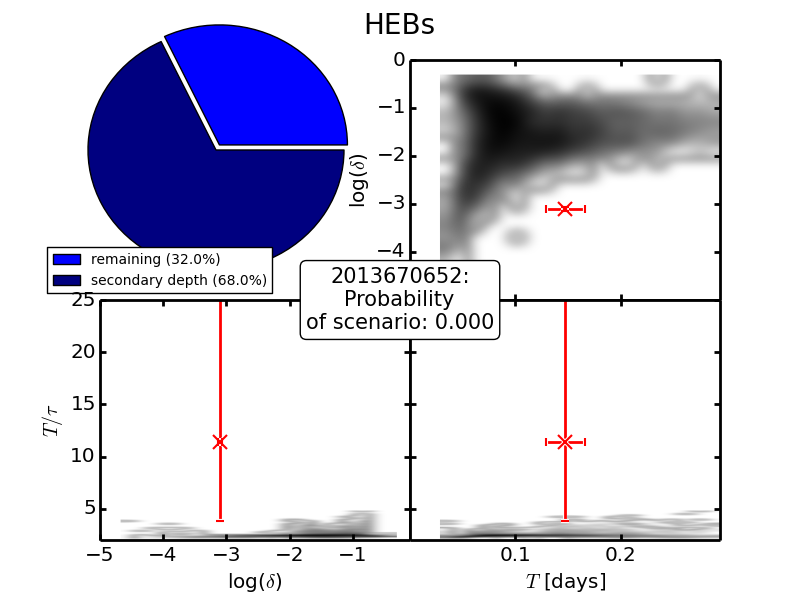 HEBs
0
−1
−2
−3
−4
log(δ)
remaining (32.0%)
secondary depth (68.0%)
2013670652:
Probability
of scenario: 0.000
25
20
15
10
5
T/τ
−5 −4 −3 −2 −1
log(δ)
0.1 0.2
T [days]